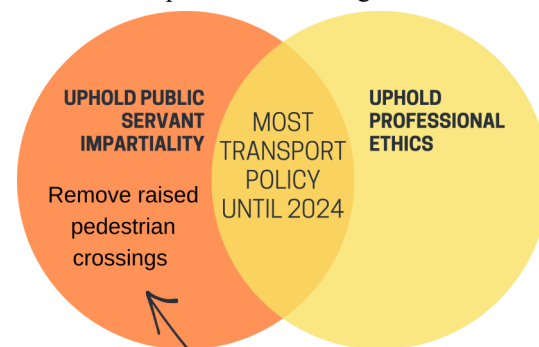 UPHOLD PUBLIC
SERVANT
IMPARTIALITY
Remove raised
pedestrian
crossings
MOST
TRANSPORT
POLICY
UNTIL 2024
UPHOLD
PROFESSIONAL
ETHICS